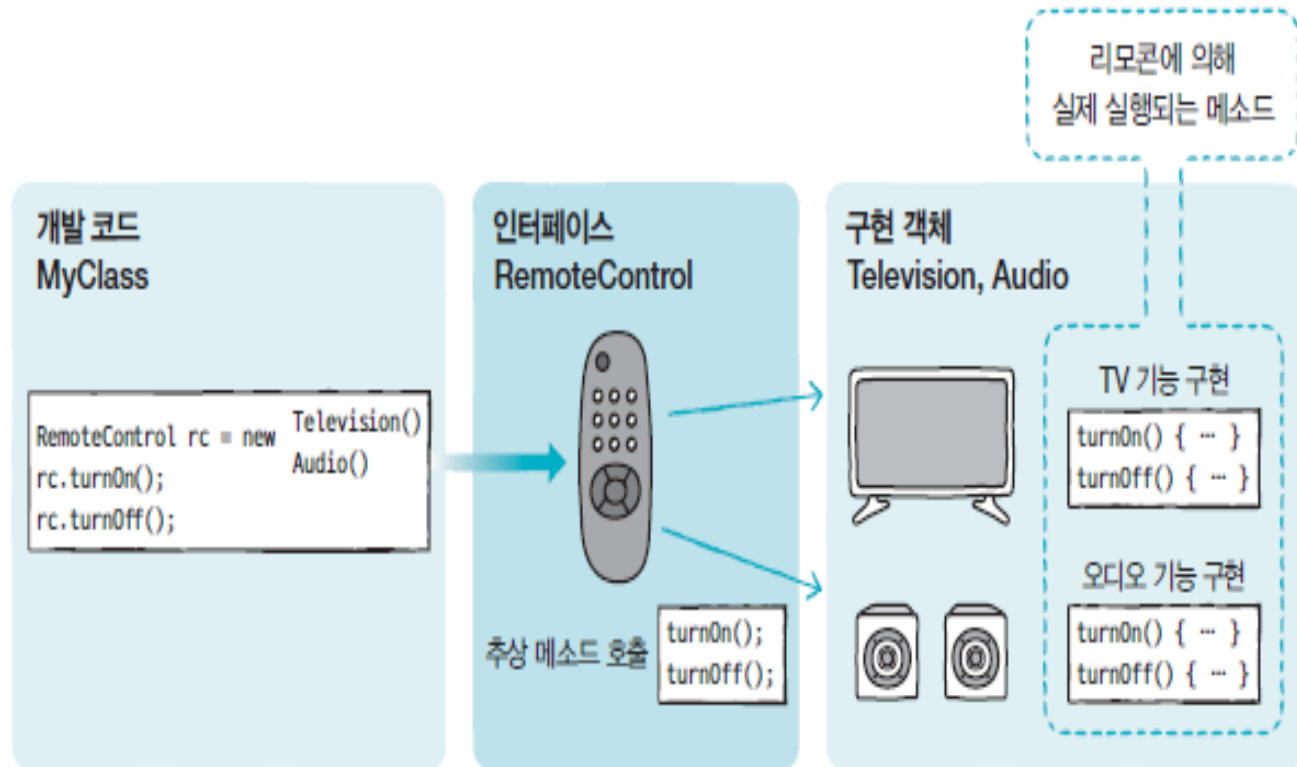 리모콘에 의해
실제 실행되는 메소드
개발 코드
MyClass
RemoteControl rc = new Television()
Audio()
rc.turnOn();
rc.turnOff();
인터페이스
RemoteControl
추상 메소드 호출
turnOn();
turnOff();
구현 객체
Television, Audio
TV 기능 구현
turnOn() { … }
turnOff() { … }
오디오 기능 구현
turnOn() { … }
turnOff() { … }